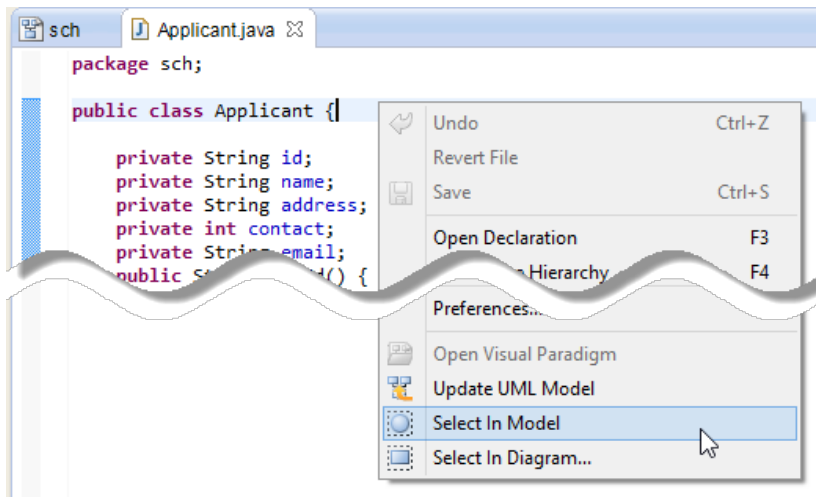 sch
Applicant.java
package sch;
public class Applicant {
private String id;
private String name;
private String address;
private int contact;
private String email;
public
() {
Undo Ctrl+Z
Revert File
Save Ctrl+S
Open Declaration F3
Hierarchy F4
Preferences...
Open Visual Paradigm
Update UML Model
Select In Model
Select In Diagram...